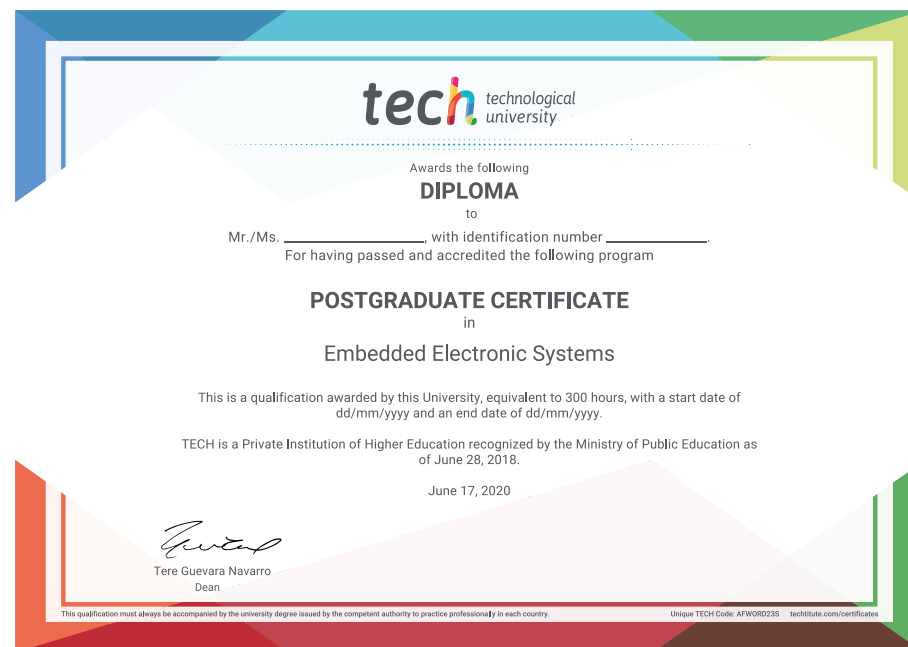 tech technological
university
Awards the following
DIPLOMA
to
Mr./Ms. ____________________, with identification number ______________.
For having passed and accredited the following program
POSTGRADUATE CERTIFICATE
in
Embedded Electronic Systems
This is a qualification awarded by this University, equivalent to 300 hours, with a start date of
dd/mm/yyyy and an end date of dd/mm/yyyy.
TECH is a Private Institution of Higher Education recognized by the Ministry of Public Education as
of June 28, 2018.
June 17, 2020
Tere Guevara Navarro
Dean
This qualification must always be accompanied by the university degree issued by the competent authority to practice professionally in each country. Unique TECH Code: AFWORD23S techtitute.com/certificates